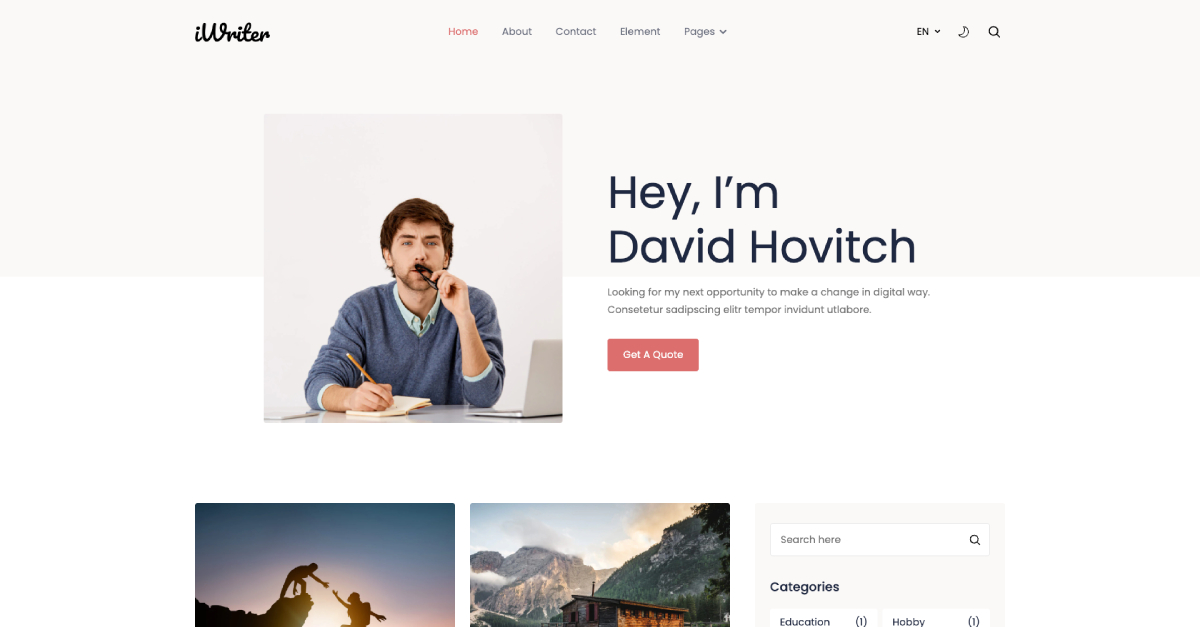 iWriter
Home About Contact Element Pages
EN
Hey, I’m
David Hovitch
Looking for my next opportunity to make a change in digital way.
Consetetur sadipscing elitr tempor invidunt utlabore.
Get A Quote
Search here
Categories
Education (1) Hobby (1)